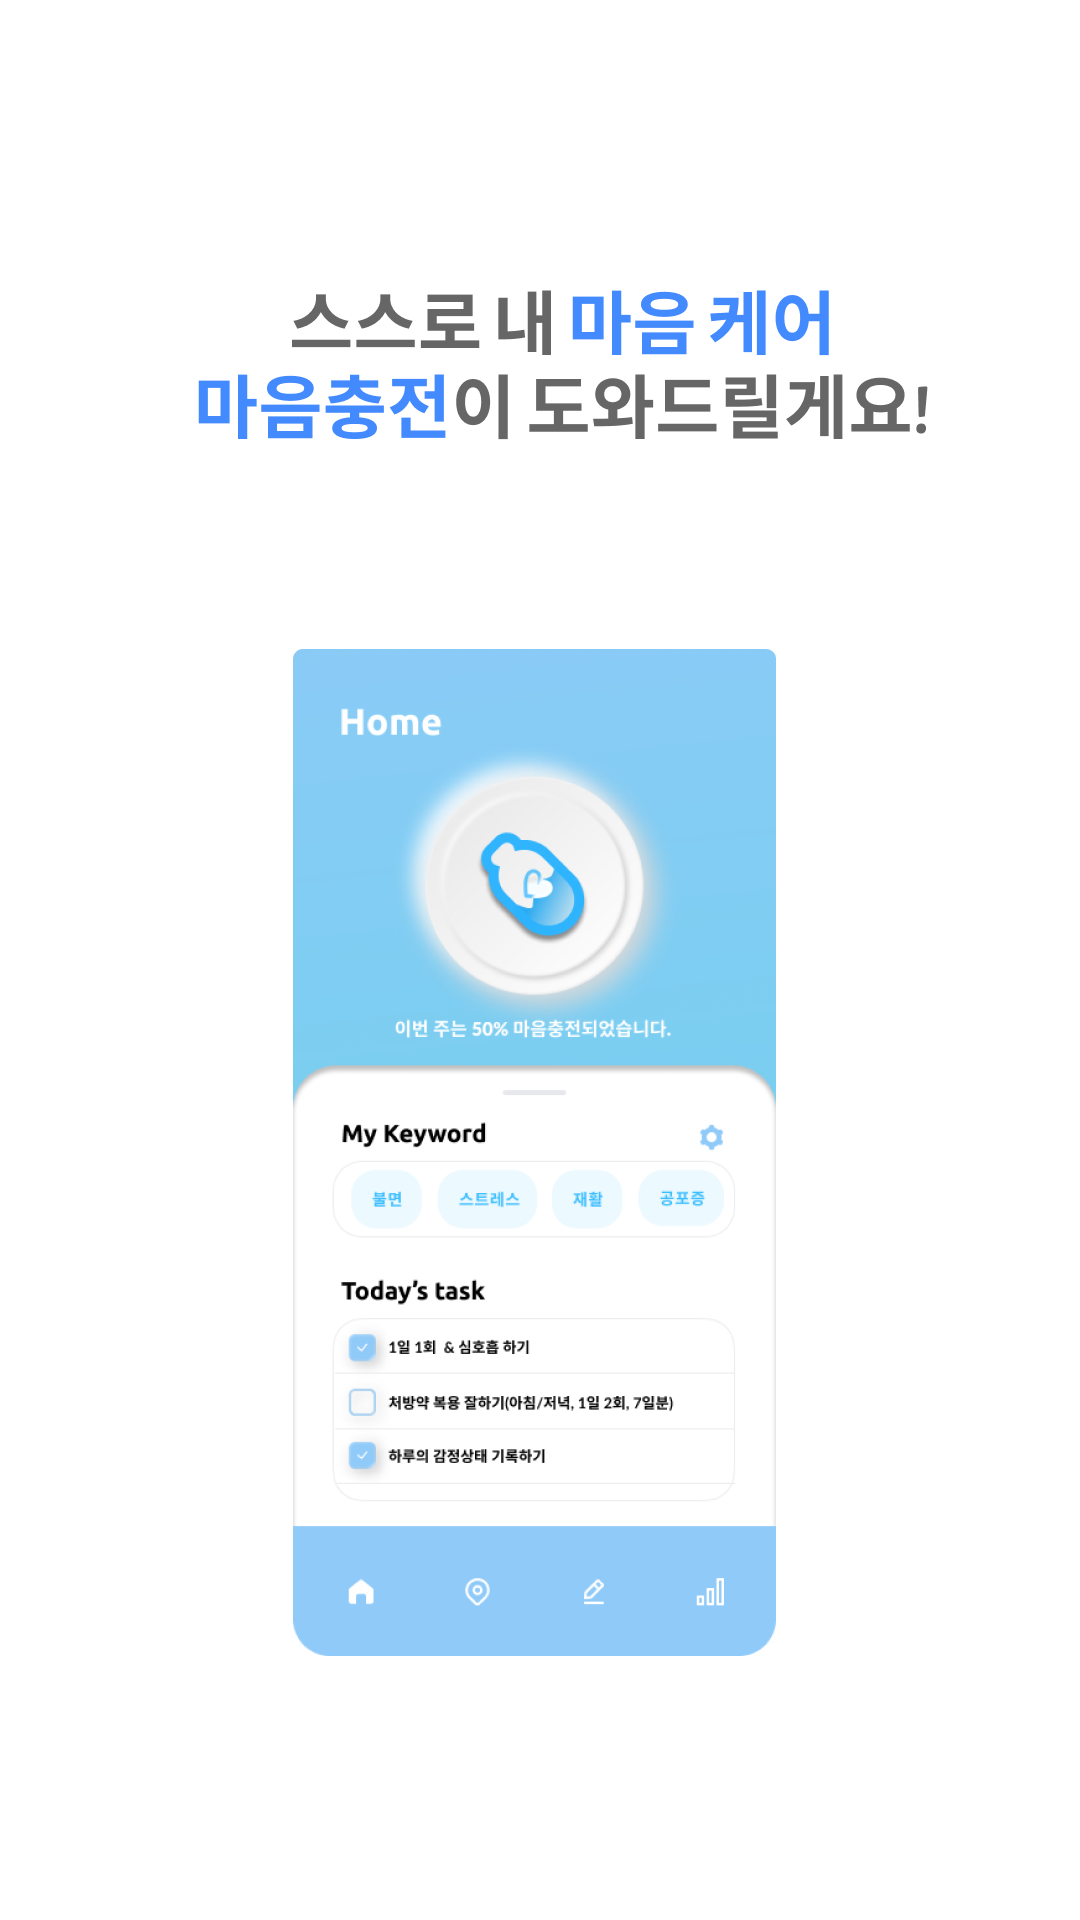 스스로 내 마음 케어
마음충전이 도와드릴게요!
Home
이번 주는 50% 마음충전되었습니다.
My Keyword
불면 스트레스 재활 공포증
Today's task
1일 1회 & 심호흡 하기
처방약 복용 잘하기(아침/저녁, 1일 2회, 7일분)
하루의 감정상태 기록하기